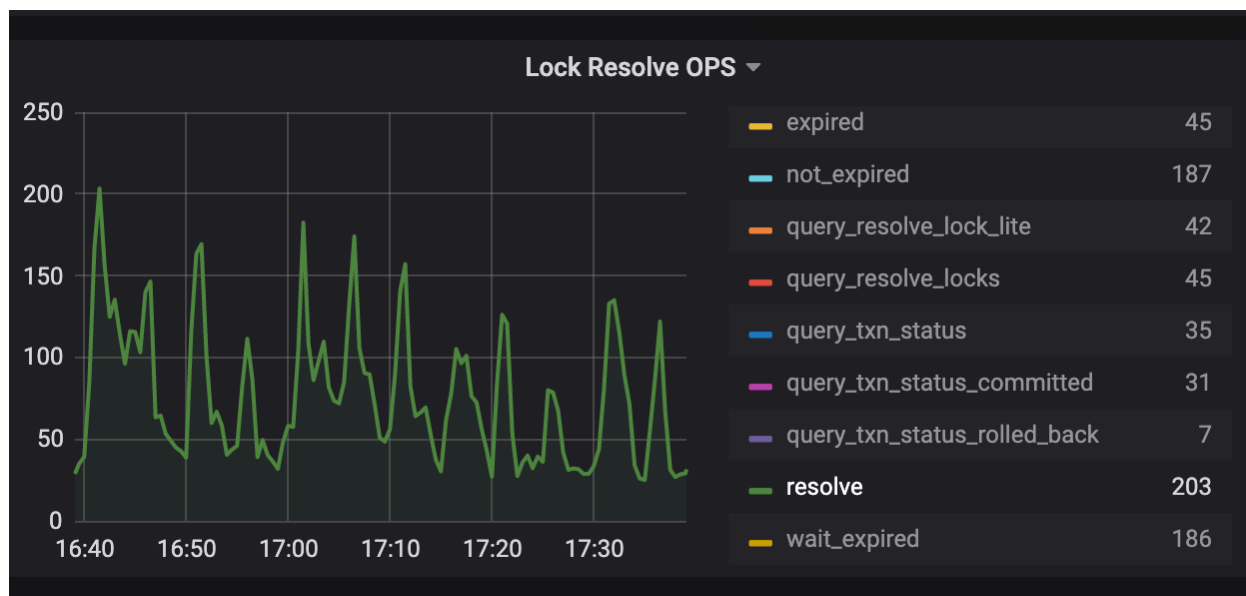 Lock Resolve OPS
250
200
150
100
50
0
16:40 16:50 17:00 17:10 17:20 17:30
expired 45
not_expired 187
query_resolve_lock_lite 42
query_resolve_locks 45
query_txn_status 35
query_txn_status_committed 31
query_txn_status_rolled_back 7
resolve 203
wait_expired 186